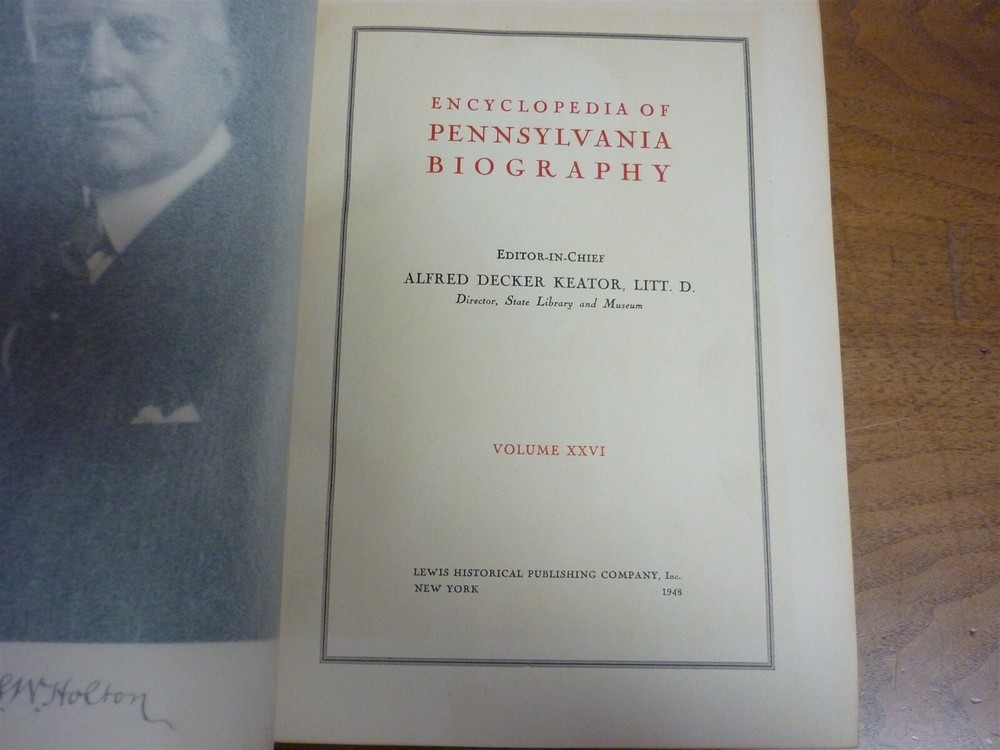 ENCYCLOPEDIA OF
PENNSYLVANIA
BIOGRAPHY
EDITOR-IN-CHIEF
ALFRED DECKER KEATOR, LITT. D.
Director, State Library and Museum
VOLUME XXVI
LEWIS HISTORICAL PUBLISHING COMPANY, Inc.
NEW YORK 1948
W. Holton